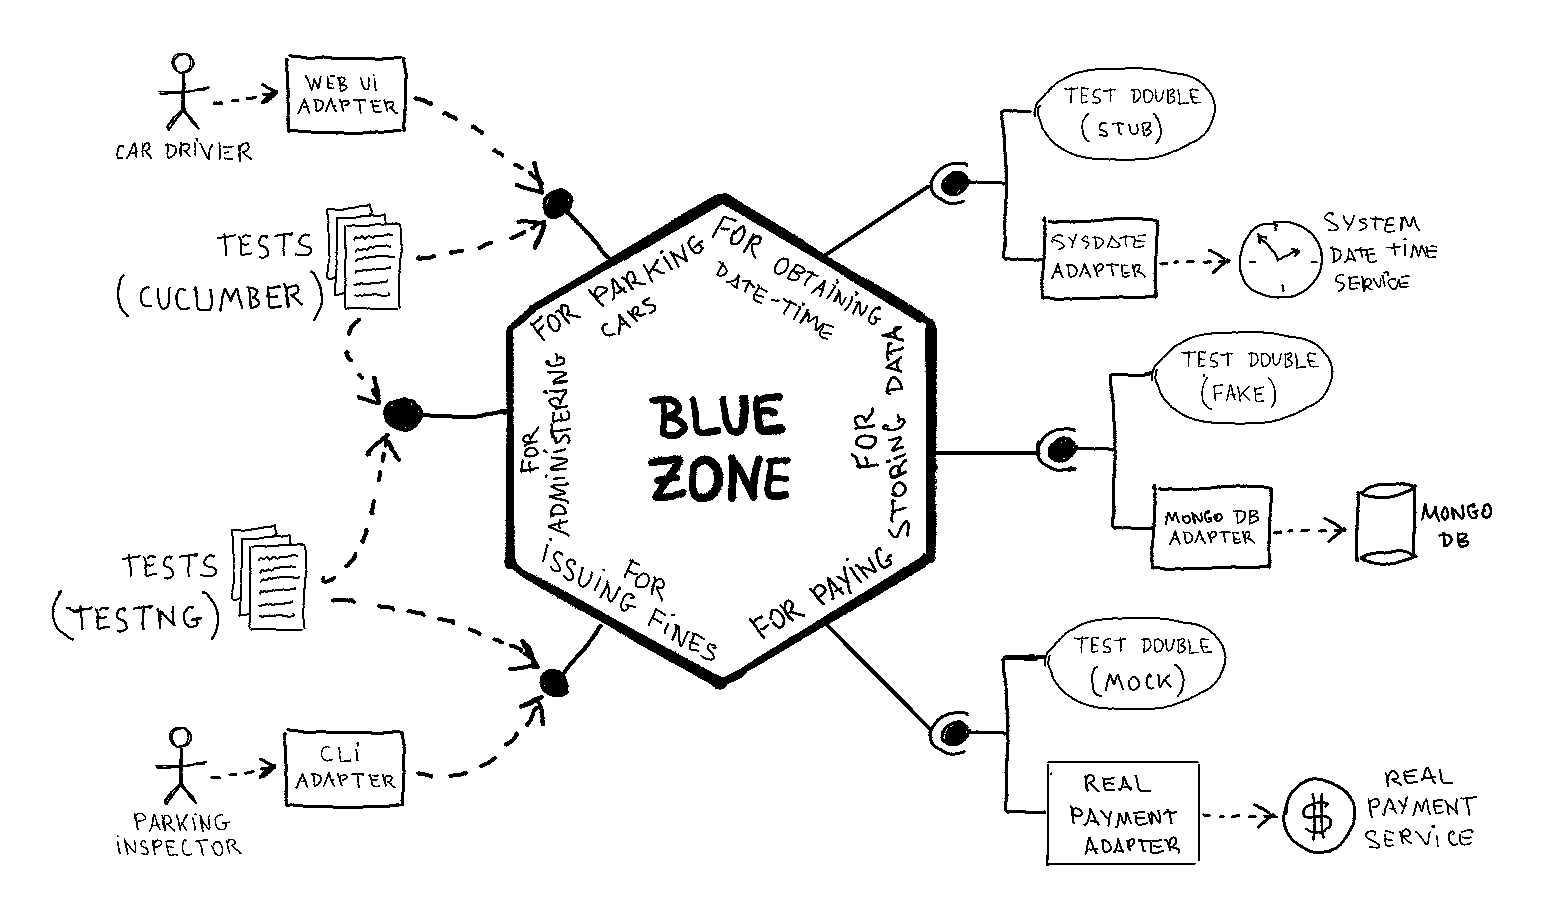 WEB UI
ADAPTER
CAR DRIVIER
TESTS
(CUCUMBER)
TESTS
(TESTNG)
CLI
ADAPTER
PARKING
INSPECTOR
FOR PARKING
CARS
FOR OBTAINING
DATE-TIME
FOR
ADMINISTERING
BLUE
ZONE
FOR
STORING DATA
FOR
ISSUING FINES
FOR PAYING
TEST DOUBLE
(STUB)
SYSDATE
ADAPTER
SYSTEM
DATE TIME
SERVICE
TEST DOUBLE
(FAKE)
MONGO DB
ADAPTER
MONGO
DB
TEST DOUBLE
(MOCK)
REAL
PAYMENT
ADAPTER
$
REAL
PAYMENT
SERVICE